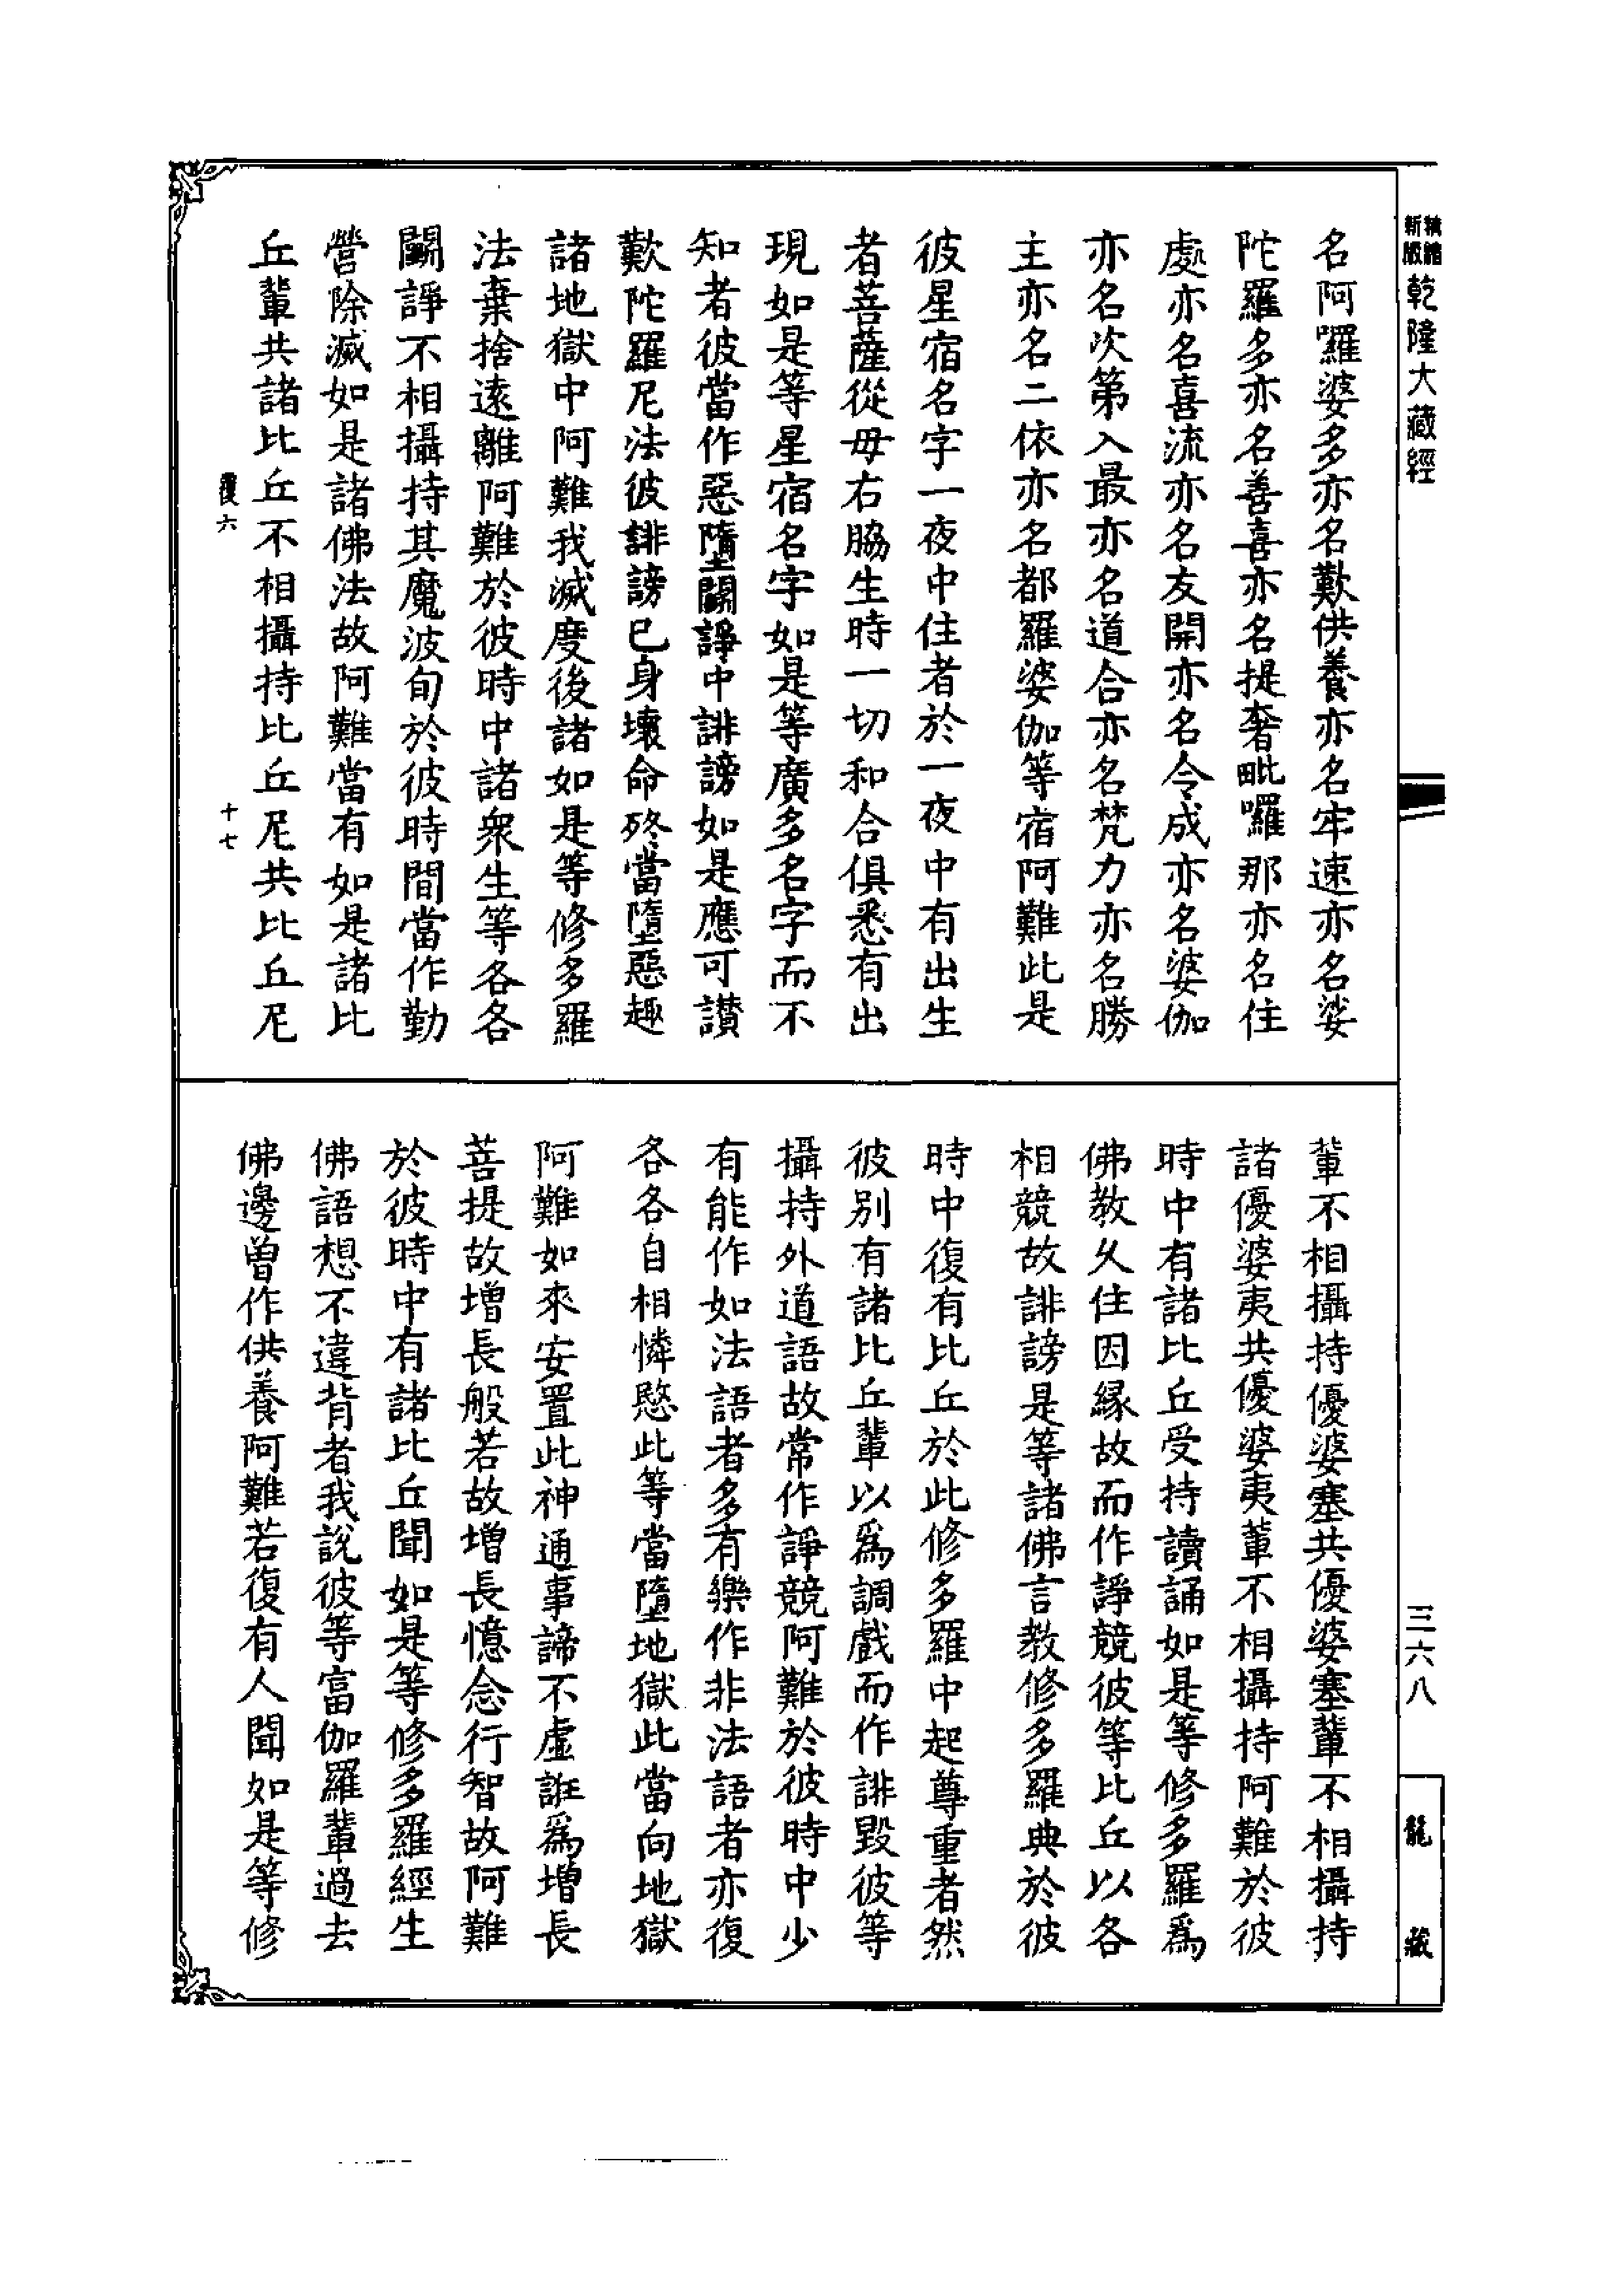 精縮新版乾隆大藏經
三六八
龍藏
名阿囉婆多亦名歎供養亦名牢速亦名娑
陀羅多亦名善喜亦名提奢毗囉那亦名住
處亦名喜流亦名友開亦名令成亦名婆伽
亦名次第入最亦名道合亦名梵力亦名勝
主亦名二依亦名都羅婆伽等宿阿難此是
彼星宿名字一夜中住者於一夜中有出生
者菩薩從母右脇生時一切和合俱悉有出
現如是等星宿名字如是等廣多名字而不
知者彼當作惡墮鬭諍中誹謗如是應可讃
歎陀羅尼法彼誹謗已身壞命終當墮惡趣
諸地獄中阿難我滅度後諸如是等修多羅
法棄捨遠離阿難於彼時中諸衆生等各各
鬭諍不相攝持其魔波旬於彼時間當作勤
營除滅如是諸佛法故阿難當有如是諸比
丘輩共諸比丘不相攝持比丘尼共比丘尼
覆六
十七
輩不相攝持優婆塞共優婆塞輩不相攝持
諸優婆夷共優婆夷輩不相攝持阿難於彼
時中有諸比丘受持讀誦如是等修多羅爲
佛教久住因緣故而作諍競彼等比丘以各
相競故誹謗是等諸佛言教修多羅典於彼
時中復有比丘於此修多羅中起尊重者然
彼別有諸比丘輩以爲調戲而作誹毀彼等
攝持外道語故常作諍競阿難於彼時中少
有能作如法語者多有樂作非法語者亦復
各各自相憐愍此等當墮地獄此當向地獄
阿難如來安置此神通事諦不虛誑爲增長
菩提故增長般若故增長憶念行智故阿難
於彼時中有諸比丘聞如是等修多羅經生
佛語想不違背者我說彼等富伽羅輩過去
佛邊曾作供養阿難若復有人聞如是等修